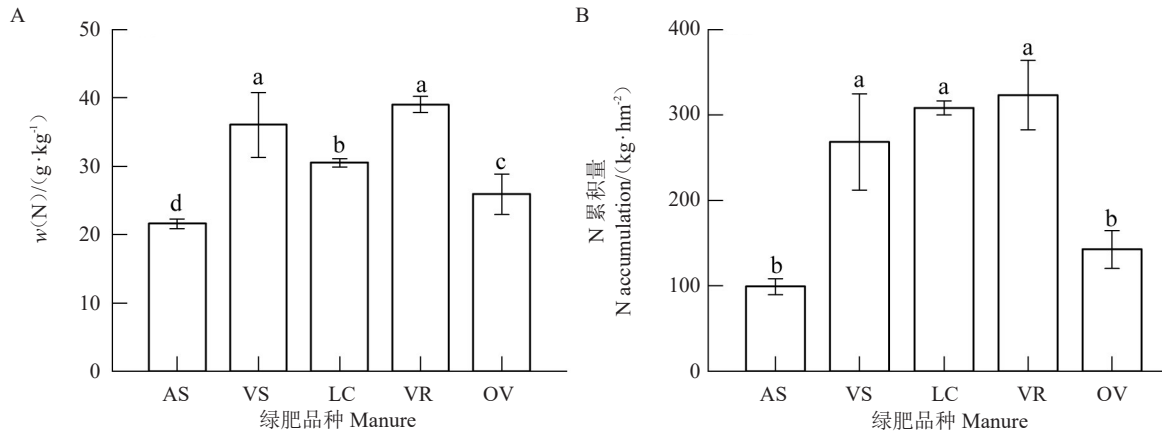 A
w(N)/(g·kg⁻¹)
50
40
30
20
10
0
d
a
b
a
c
AS VS LC VR OV
绿肥品种 Manure
B
N 累积量
N accumulation/(kg·hm⁻²)
400
300
200
100
0
b
a
a
a
b
AS VS LC VR OV
绿肥品种 Manure